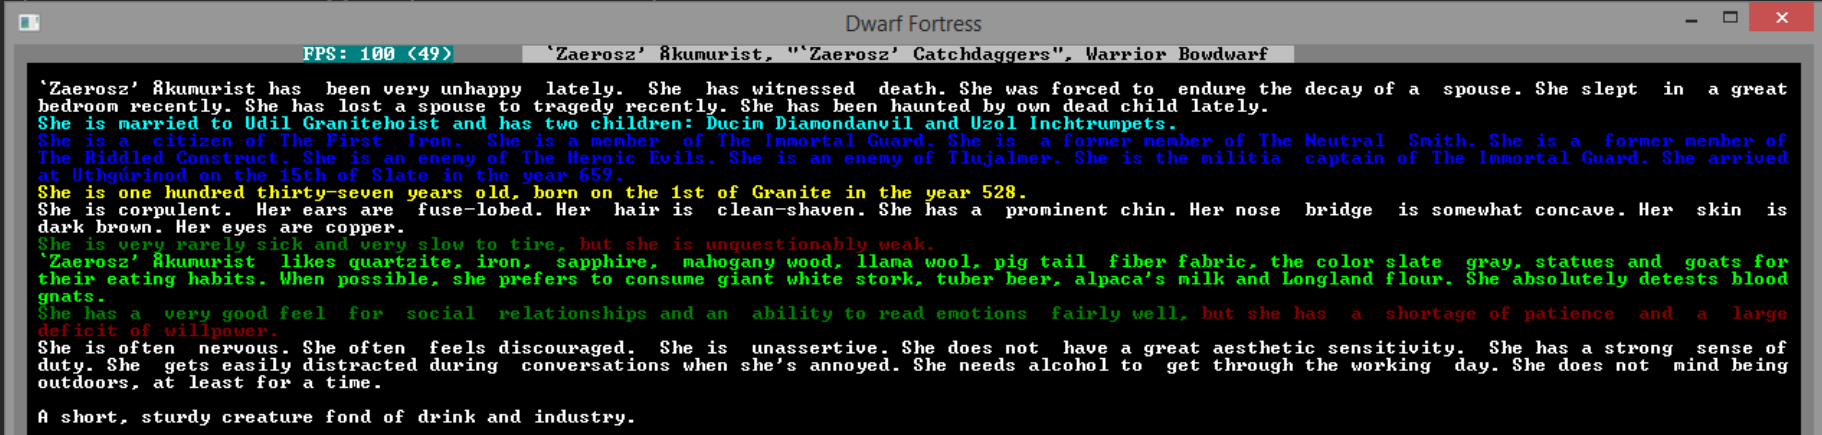 Dwarf Fortress
FPS: 100 (49) `Zaerosz' Åkumurist, "`Zaerosz' Catchdaggers", Warrior Bowdwarf
`Zaerosz' Åkumurist has been very unhappy lately. She has witnessed death. She was forced to endure the decay of a spouse. She slept in a great
bedroom recently. She has lost a spouse to tragedy recently. She has been haunted by own dead child lately.
She is married to Udil Granitehoist and has two children: Ducim Diamondanvil and Uzol Inchtrumpets.
She is a citizen of The First Iron. She is a member of The Immortal Guard. She is a former member of The Neutral Smith. She is a former member of
The Riddled Construct. She is an enemy of The Heroic Evils. She is an enemy of Tlujalmer. She is the militia captain of The Immortal Guard. She arrived
at Uthgúrinod on the 15th of Slate in the year 659.
She is one hundred thirty-seven years old, born on the 1st of Granite in the year 528.
She is corpulent. Her ears are fuse-lobed. Her hair is clean-shaven. She has a prominent chin. Her nose bridge is somewhat concave. Her skin is
dark brown. Her eyes are copper.
She is very rarely sick and very slow to tire, but she is unquestionably weak.
`Zaerosz' Åkumurist likes quartzite, iron, sapphire, mahogany wood, llama wool, pig tail fiber fabric, the color slate gray, statues and goats for
their eating habits. When possible, she prefers to consume giant white stork, tuber beer, alpaca's milk and Longland flour. She absolutely detests blood
gnats.
She has a very good feel for social relationships and an ability to read emotions fairly well, but she has a shortage of patience and a large
deficit of willpower.
She is often nervous. She often feels discouraged. She is unassertive. She does not have a great aesthetic sensitivity. She has a strong sense of
duty. She gets easily distracted during conversations when she's annoyed. She needs alcohol to get through the working day. She does not mind being
outdoors, at least for a time.
A short, sturdy creature fond of drink and industry.